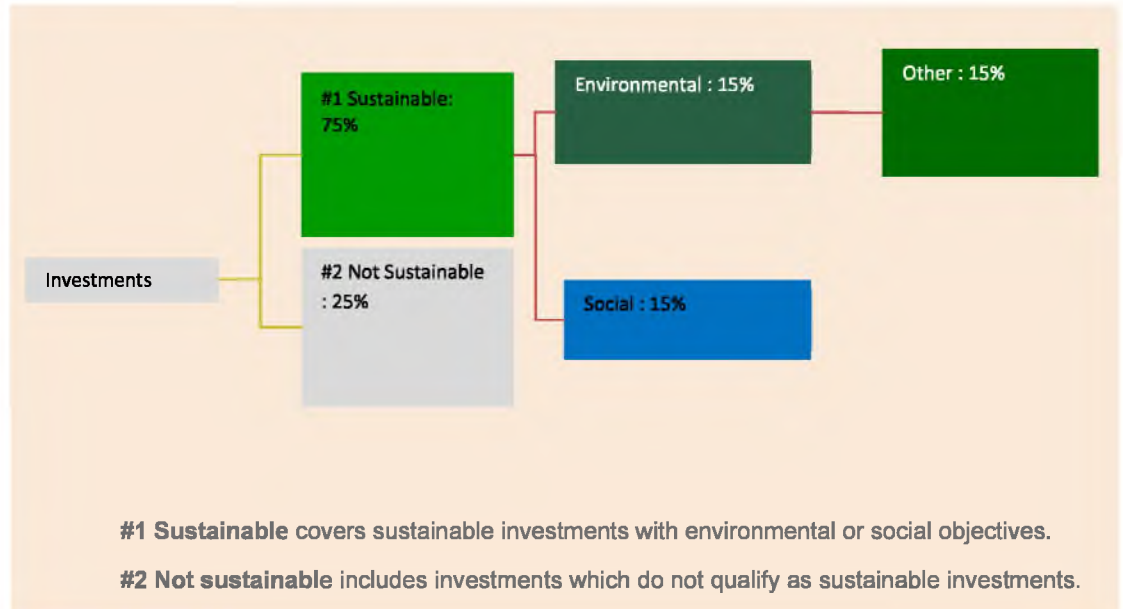 #1 Sustainable:
75%
Environmental : 15%
Other : 15%
Investments
#2 Not Sustainable
: 25%
Social : 15%
#1 Sustainable covers sustainable investments with environmental or social objectives.
#2 Not sustainable includes investments which do not qualify as sustainable investments.